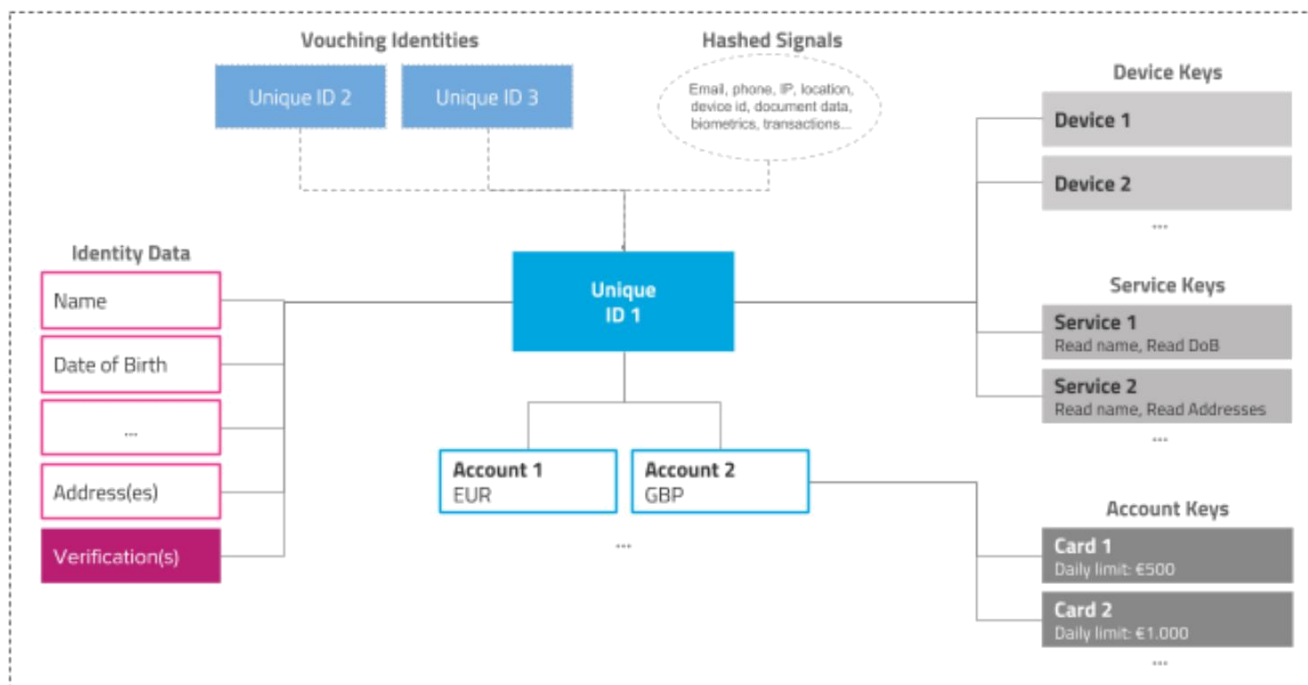 Vouching Identities
Unique ID 2
Unique ID 3
Hashed Signals
Email, phone, IP, location,
device id, document data,
biometrics, transactions...
Device Keys
Device 1
Device 2
...
Identity Data
Name
Date of Birth
...
Address(es)
Verification(s)
Unique
ID 1
Service Keys
Service 1
Read name, Read DoB
Service 2
Read name, Read Addresses
...
Account 1
EUR
Account 2
GBP
...
Account Keys
Card 1
Daily limit: €500
Card 2
Daily limit: €1.000
...